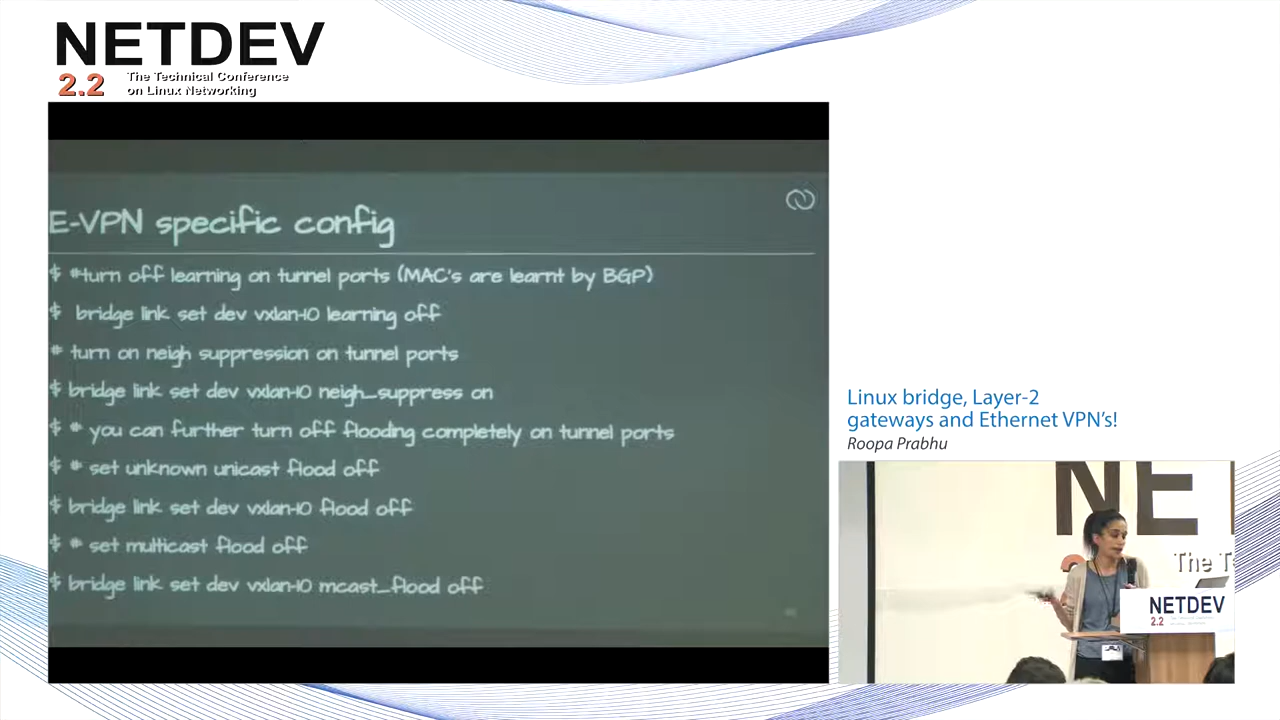 NETDEV
2.2 The Technical Conference
on Linux Networking
E-VPN specific config
$ #turn off learning on tunnel ports (MAC's are learnt by BGP)
$ bridge link set dev vxlan-10 learning off
# turn on neigh suppression on tunnel ports
$ bridge link set dev vxlan-10 neigh_suppress on
$ # you can further turn off flooding completely on tunnel ports
$ # set unknown unicast flood off
$ bridge link set dev vxlan-10 flood off
$ # set multicast flood off
$ bridge link set dev vxlan-10 mcast_flood off
Linux bridge, Layer-2
gateways and Ethernet VPN's!
Roopa Prabhu
NE
The T
NETDEV
2.2